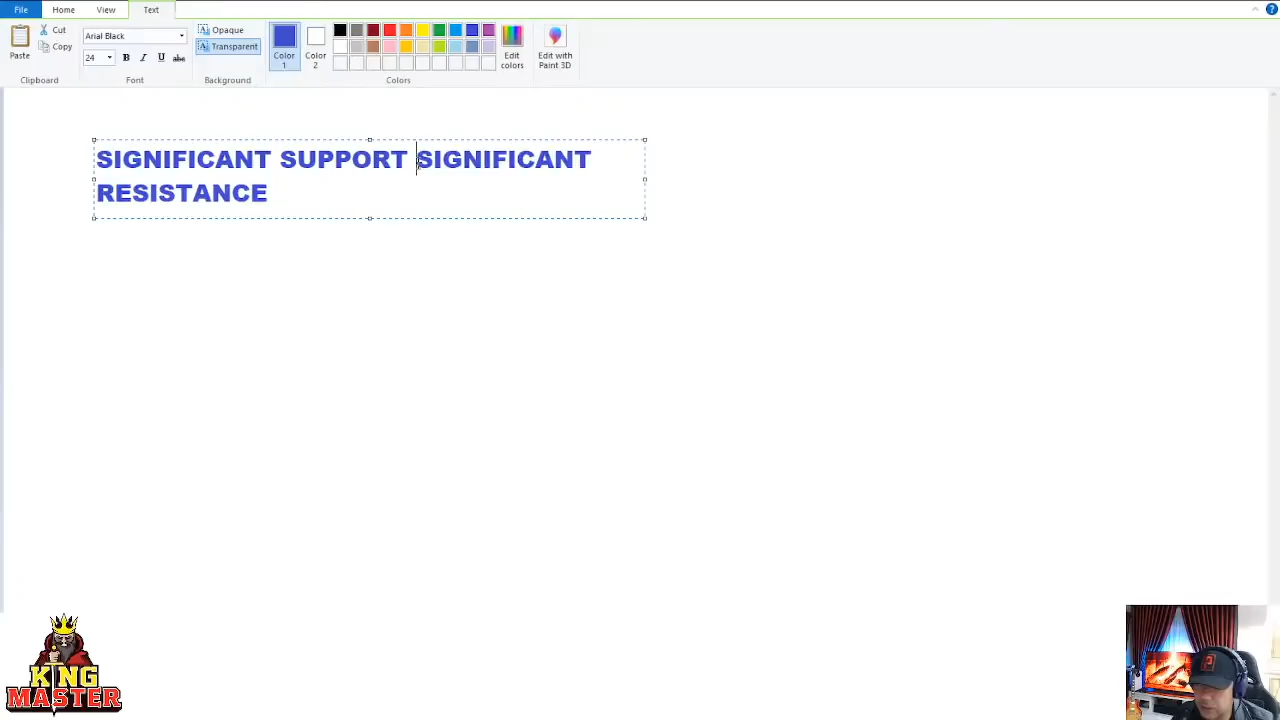 File Home View Text
Paste
Cut
Copy
Clipboard
Arial Black
24 B I U abc
Font
Opaque
Transparent
Background
Color 1
Color 2
Colors
Edit colors
Edit with Paint 3D
SIGNIFICANT SUPPORT SIGNIFICANT
RESISTANCE
KING
MASTER